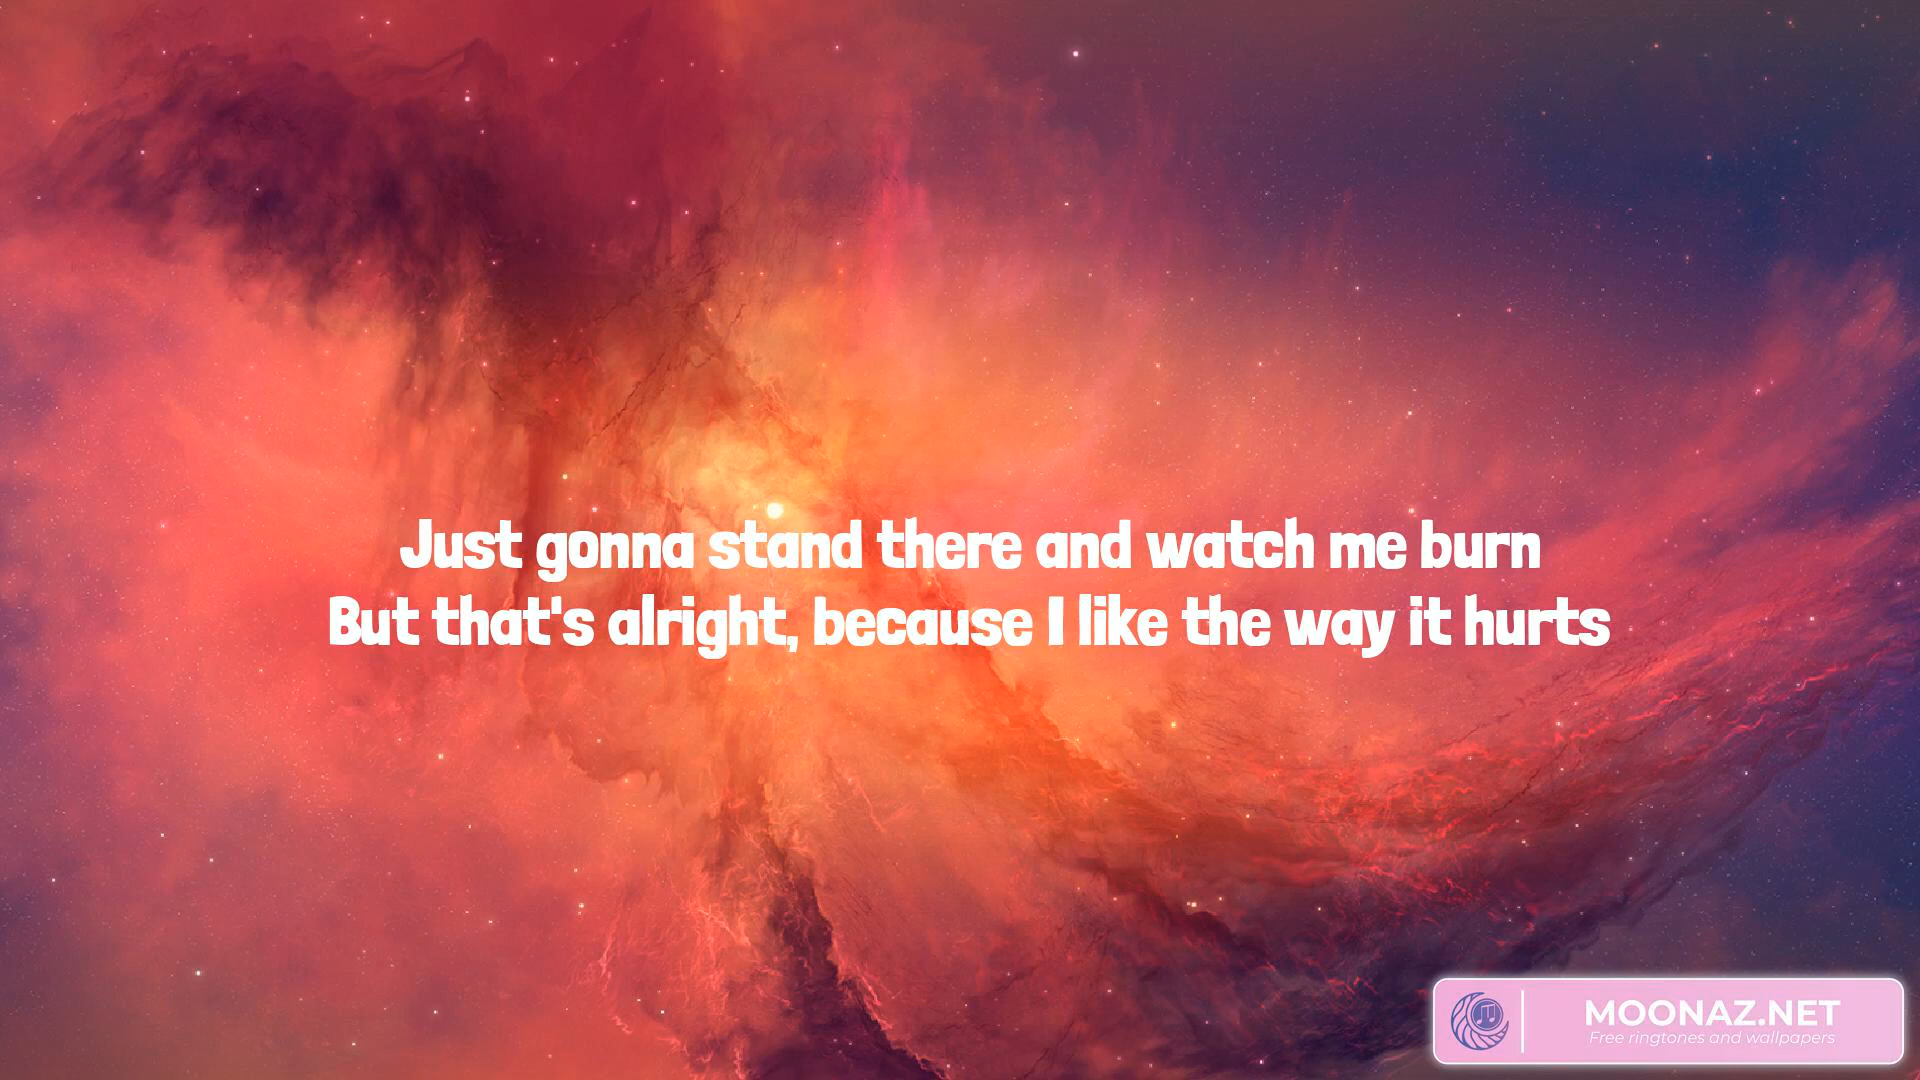 Just gonna stand there and watch me burn
But that's alright, because I like the way it hurts
MOONAZ.NET
Free ringtones and wallpapers